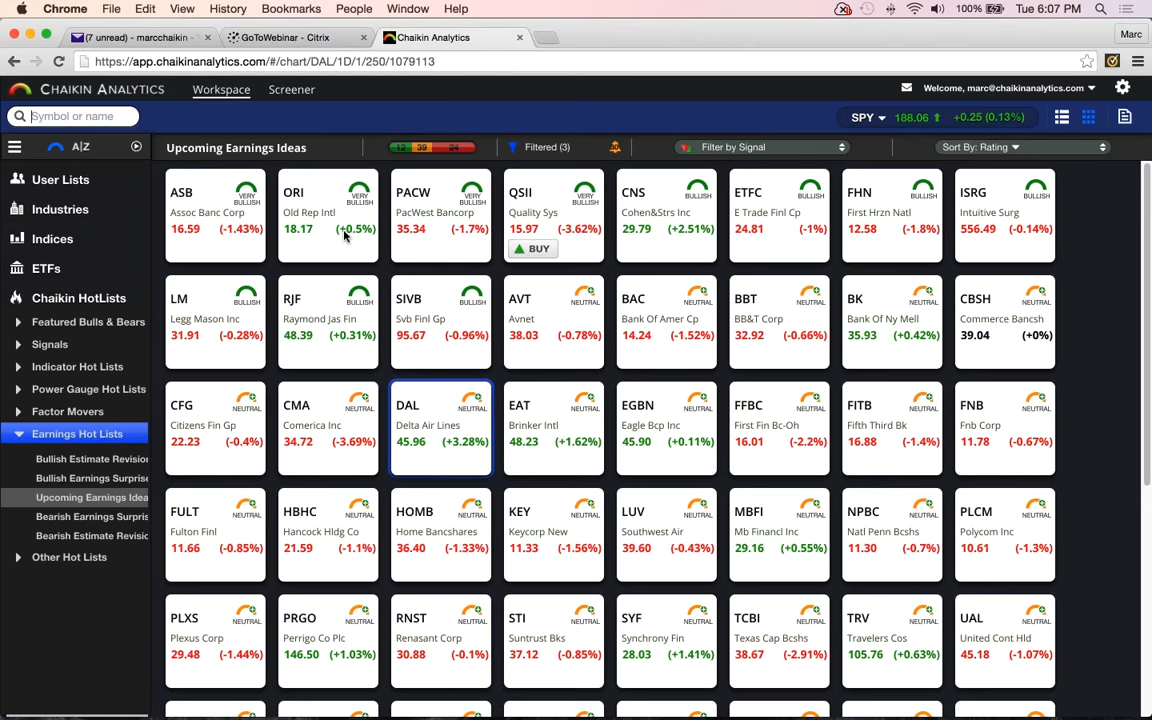 Chrome File Edit View History Bookmarks People Window Help 100% Tue 6:07 PM
(7 unread) - marcchaikin - GoToWebinar - Citrix Chaikin Analytics Marc
https://app.chaikinanalytics.com/#/chart/DAL/1D/1/250/1079113
CHAIKIN ANALYTICS Workspace Screener Welcome, marc@chaikinanalytics.com
Symbol or name SPY 188.06 +0.25 (0.13%)
A|Z Upcoming Earnings Ideas 12 39 24 Filtered (3) Filter by Signal Sort By: Rating
User Lists
Industries
Indices
ETFs
Chaikin HotLists
Featured Bulls & Bears
Signals
Indicator Hot Lists
Power Gauge Hot Lists
Factor Movers
Earnings Hot Lists
Bullish Estimate Revision
Bullish Earnings Surprise
Upcoming Earnings Idea
Bearish Earnings Surpris
Bearish Estimate Revisic
Other Hot Lists
ASB VERY BULLISH
Assoc Banc Corp
16.59 (-1.43%)
ORI VERY BULLISH
Old Rep Intl
18.17 (+0.5%)
PACW VERY BULLISH
PacWest Bancorp
35.34 (-1.7%)
QSII VERY BULLISH
Quality Sys
15.97 (-3.62%)
BUY
CNS BULLISH
Cohen&Strs Inc
29.79 (+2.51%)
ETFC BULLISH
E Trade Finl Cp
24.81 (-1%)
FHN BULLISH
First Hrzn Natl
12.58 (-1.8%)
ISRG BULLISH
Intuitive Surg
556.49 (-0.14%)
LM BULLISH
Legg Mason Inc
31.91 (-0.28%)
RJF BULLISH
Raymond Jas Fin
48.39 (+0.31%)
SIVB BULLISH
Svb Finl Gp
95.67 (-0.96%)
AVT NEUTRAL
Avnet
38.03 (-0.78%)
BAC NEUTRAL
Bank Of Amer Cp
14.24 (-1.52%)
BBT NEUTRAL
BB&T Corp
32.92 (-0.66%)
BK NEUTRAL
Bank Of Ny Mell
35.93 (+0.42%)
CBSH NEUTRAL
Commerce Bancsh
39.04 (+0%)
CFG NEUTRAL
Citizens Fin Gp
22.23 (-0.4%)
CMA NEUTRAL
Comerica Inc
34.72 (-3.69%)
DAL NEUTRAL
Delta Air Lines
45.96 (+3.28%)
EAT NEUTRAL
Brinker Intl
48.23 (+1.62%)
EGBN NEUTRAL
Eagle Bcp Inc
45.90 (+0.11%)
FFBC NEUTRAL
First Fin Bc-Oh
16.01 (-2.2%)
FITB NEUTRAL
Fifth Third Bk
16.88 (-1.4%)
FNB NEUTRAL
Fnb Corp
11.78 (-0.67%)
FULT NEUTRAL
Fulton Finl
11.66 (-0.85%)
HBHC NEUTRAL
Hancock Hldg Co
21.59 (-1.1%)
HOMB NEUTRAL
Home Bancshares
36.40 (-1.33%)
KEY NEUTRAL
Keycorp New
11.33 (-1.56%)
LUV NEUTRAL
Southwest Air
39.60 (-0.43%)
MBFI NEUTRAL
Mb Financl Inc
29.16 (+0.55%)
NPBC NEUTRAL
Natl Penn Bcshs
11.30 (-0.7%)
PLCM NEUTRAL
Polycom Inc
10.61 (-1.3%)
PLXS NEUTRAL
Plexus Corp
29.48 (-1.44%)
PRGO NEUTRAL
Perrigo Co Plc
146.50 (+1.03%)
RNST NEUTRAL
Renasant Corp
30.88 (-0.1%)
STI NEUTRAL
Suntrust Bks
37.12 (-0.85%)
SYF NEUTRAL
Synchrony Fin
28.03 (+1.41%)
TCBI NEUTRAL
Texas Cap Bcshs
38.67 (-2.91%)
TRV NEUTRAL
Travelers Cos
105.76 (+0.63%)
UAL NEUTRAL
United Cont Hld
45.18 (-1.07%)